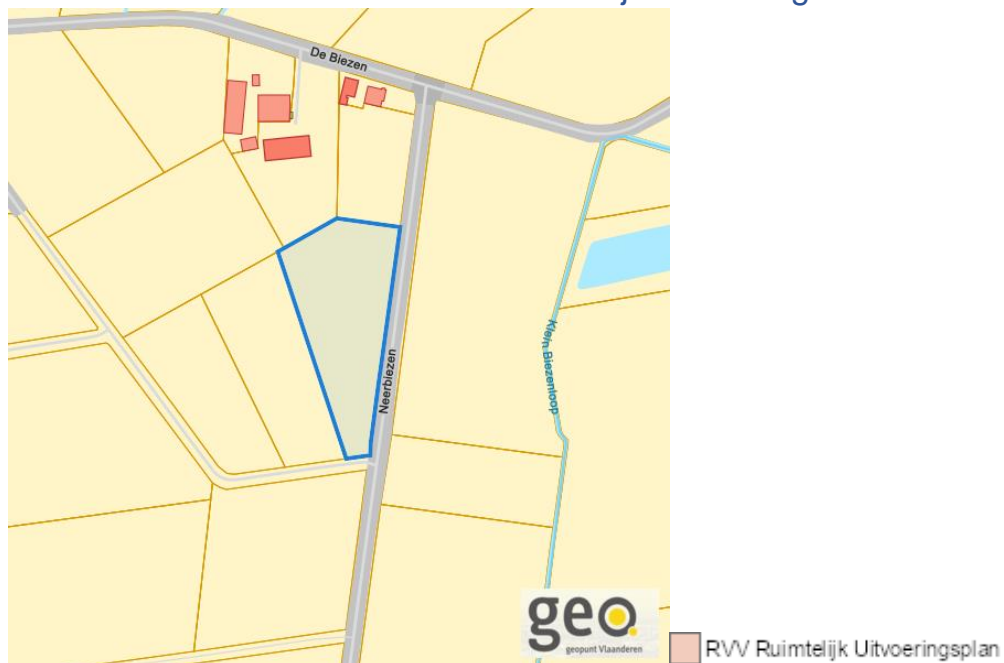 De Biezen
Neerbiezen
Klein Biezenloop
geo.
geopunt Vlaanderen
RVV Ruimtelijk Uitvoeringsplan